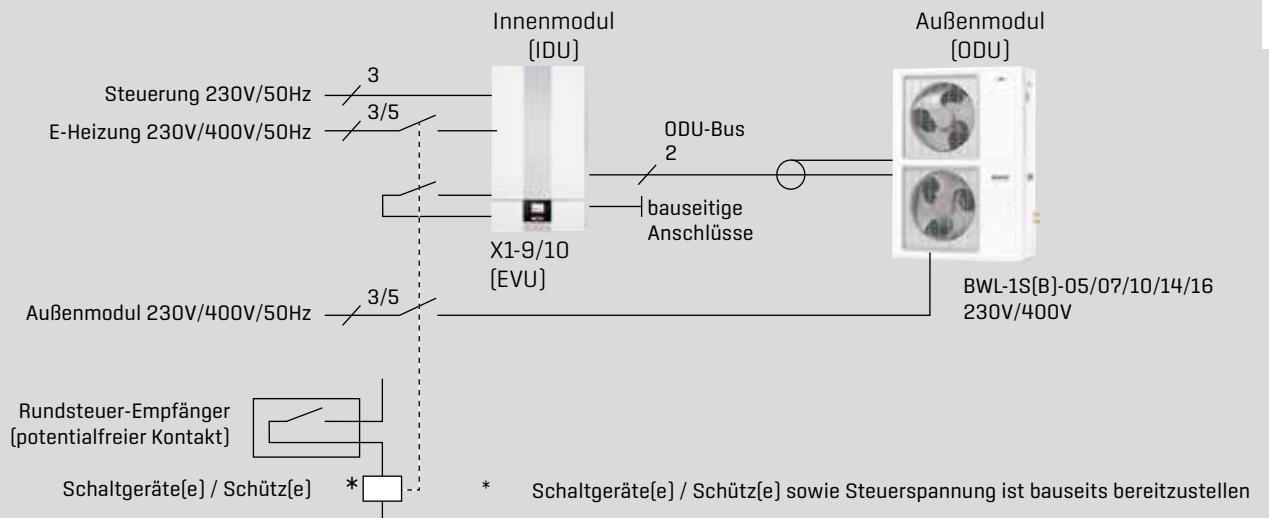 Innenmodul
(IDU)
Außenmodul
(ODU)
Steuerung 230V/50Hz
3
E-Heizung 230V/400V/50Hz
3/5
ODU-Bus
2
bauseitige
Anschlüsse
X1-9/10
(EVU)
Außenmodul 230V/400V/50Hz
3/5
BWL-1S(B)-05/07/10/14/16
230V/400V
Rundsteuer-Empfänger
(potentialfreier Kontakt)
Schaltgeräte(e) / Schütz(e) *
* Schaltgeräte(e) / Schütz(e) sowie Steuerspannung ist bauseits bereitzustellen